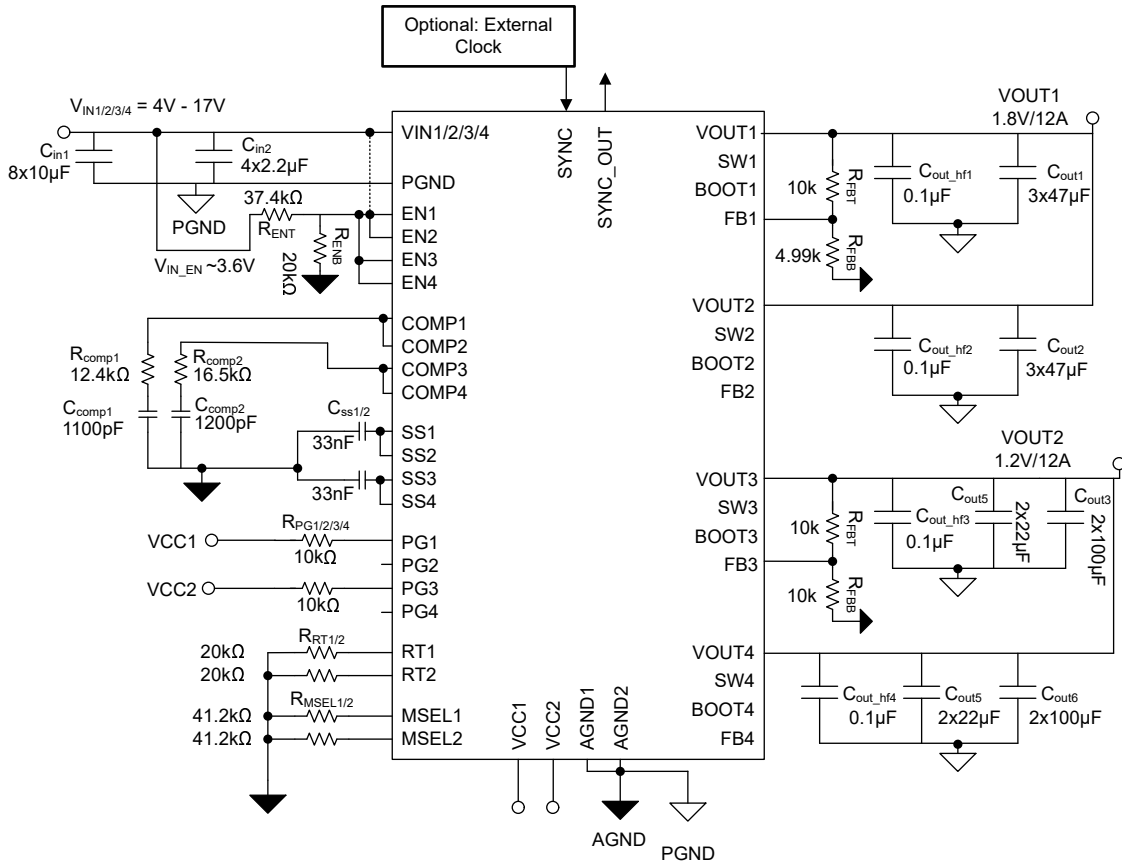 Optional: External
Clock
V_IN1/2/3/4 = 4V - 17V
C_in1
8x10µF
C_in2
4x2.2µF
PGND
37.4kΩ
R_ENT
R_ENB
20kΩ
V_IN_EN ~3.6V
R_comp1
12.4kΩ
R_comp2
16.5kΩ
C_comp1
1100pF
C_comp2
1200pF
C_ss1/2
33nF
33nF
VCC1
R_PG1/2/3/4
10kΩ
VCC2
10kΩ
R_RT1/2
20kΩ
20kΩ
R_MSEL1/2
41.2kΩ
41.2kΩ
VIN1/2/3/4
PGND
EN1
EN2
EN3
EN4
COMP1
COMP2
COMP3
COMP4
SS1
SS2
SS3
SS4
PG1
PG2
PG3
PG4
RT1
RT2
MSEL1
MSEL2
SYNC
SYNC_OUT
VCC1
VCC2
AGND1
AGND2
AGND
PGND
VOUT1
SW1
BOOT1
FB1
VOUT2
SW2
BOOT2
FB2
VOUT3
SW3
BOOT3
FB3
VOUT4
SW4
BOOT4
FB4
VOUT1
1.8V/12A
10k
R_FBT
4.99k
R_FBB
C_out_hf1
0.1µF
C_out1
3x47µF
C_out_hf2
0.1µF
C_out2
3x47µF
VOUT2
1.2V/12A
10k
R_FBT
10k
R_FBB
C_out_hf3
0.1µF
C_out5
2x22µF
C_out3
2x100µF
C_out_hf4
0.1µF
C_out5
2x22µF
C_out6
2x100µF